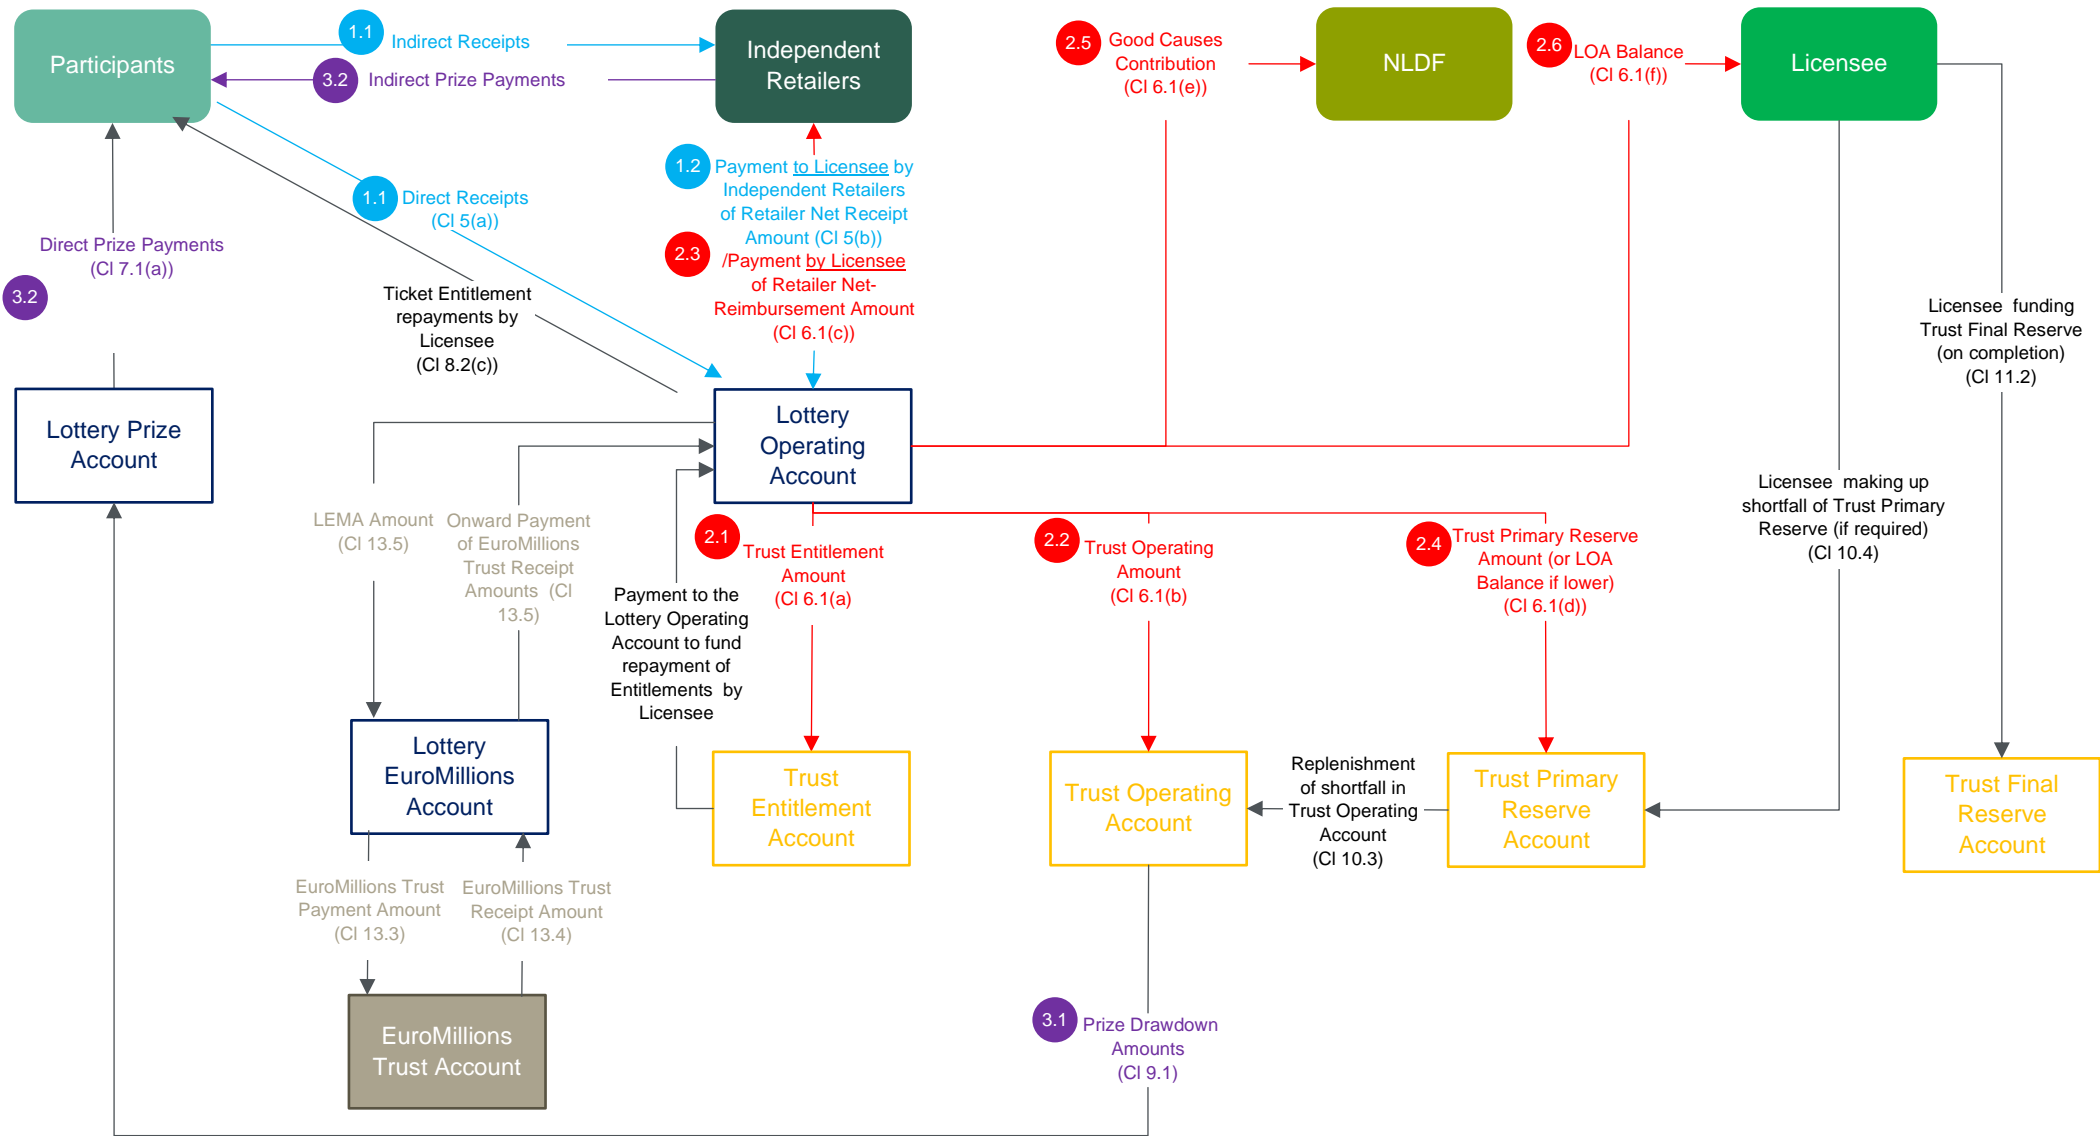 Participants
1.1
Indirect Receipts
3.2
Indirect Prize Payments
Independent
Retailers
2.5
Good Causes
Contribution
(Cl 6.1(e))
NLDF
2.6
LOA Balance
(Cl 6.1(f))
Licensee
1.1
Direct Receipts
(Cl 5(a))
1.2
Payment to Licensee by
Independent Retailers
of Retailer Net Receipt
Amount (Cl 5(b))
2.3
/Payment by Licensee
of Retailer Net-
Reimbursement Amount
(Cl 6.1(c))
Direct Prize Payments
(Cl 7.1(a))
3.2
Ticket Entitlement
repayments by
Licensee
(Cl 8.2(c))
Licensee  funding
Trust Final Reserve
(on completion)
(Cl 11.2)
Lottery Prize
Account
Lottery
Operating
Account
Licensee  making up
shortfall of Trust Primary
Reserve (if required)
(Cl 10.4)
LEMA Amount
(Cl 13.5)
Onward Payment
of EuroMillions
Trust Receipt
Amounts  (Cl
13.5)
2.1
Trust Entitlement
Amount
(Cl 6.1(a)
2.2
Trust Operating
Amount
(Cl 6.1(b)
2.4
Trust Primary Reserve
Amount (or LOA
Balance if lower)
(Cl 6.1(d))
Payment to the
Lottery Operating
Account to fund
repayment of
Entitlements  by
Licensee
Lottery
EuroMillions
Account
Trust
Entitlement
Account
Trust Operating
Account
Replenishment
of shortfall in
Trust Operating
Account
(Cl 10.3)
Trust Primary
Reserve
Account
Trust Final
Reserve
Account
EuroMillions Trust
Payment Amount
(Cl 13.3)
EuroMillions Trust
Receipt Amount
(Cl 13.4)
EuroMillions
Trust Account
3.1
Prize Drawdown
Amounts
(Cl 9.1)